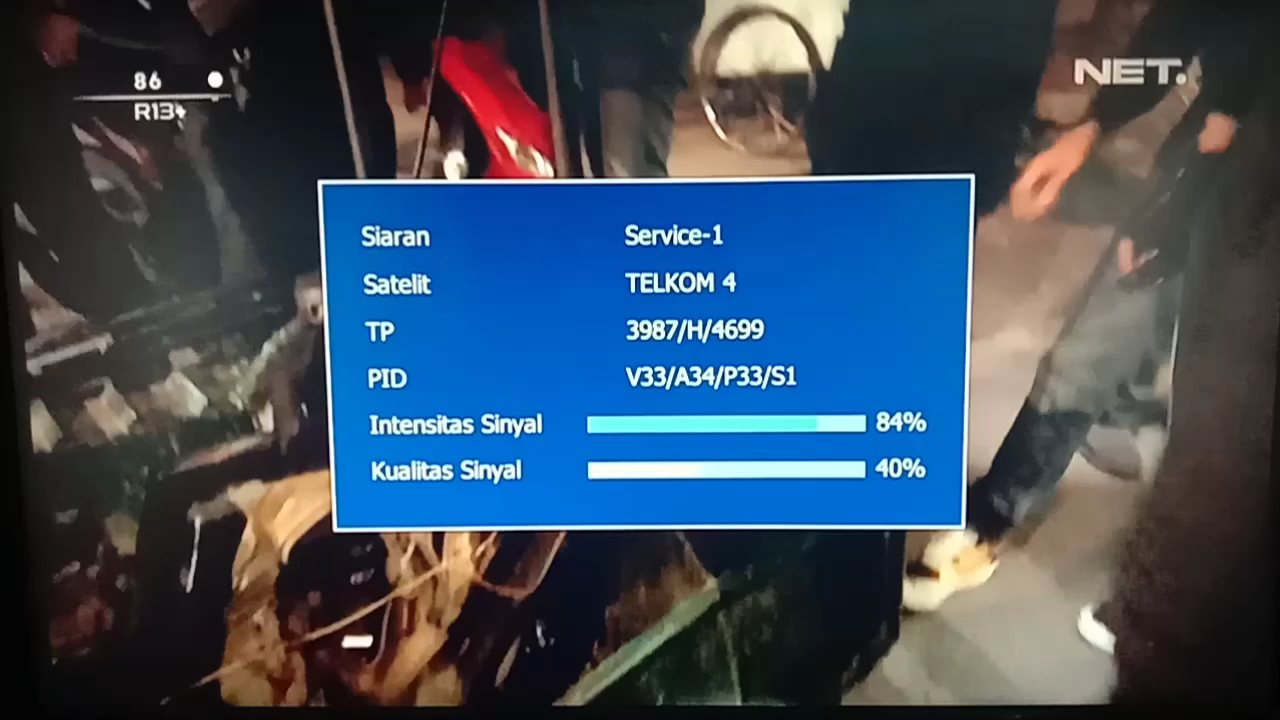 86
R13+
NET.
Siaran Service-1
Satelit TELKOM 4
TP 3987/H/4699
PID V33/A34/P33/S1
Intensitas Sinyal 84%
Kualitas Sinyal 40%